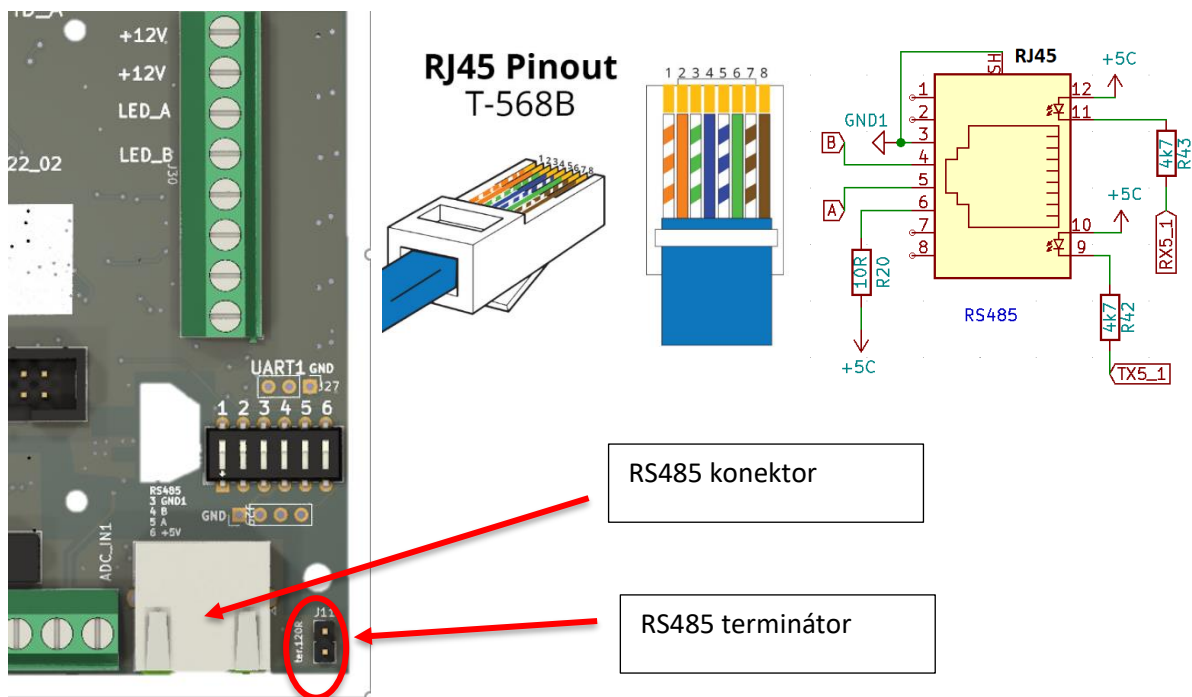 +12V
+12V
LED_A
LED_B
J30
22_02
UART1 GND
J27
1 2 3 4 5 6
RS485
3 GND1
4 B
5 A
6 +5V
GND
ADC_IN1
J11
ter.120R
RJ45 Pinout
T-568B
12345678
1 2 3 4 5 6 7 8
RJ45
SH
+5C
1
2
3
4
5
6
7
8
12
11
10
9
GND1
B
A
10R
R20
+5C
4k7
R43
RX5_1
+5C
4k7
R42
TX5_1
RS485
RS485 konektor
RS485 terminátor